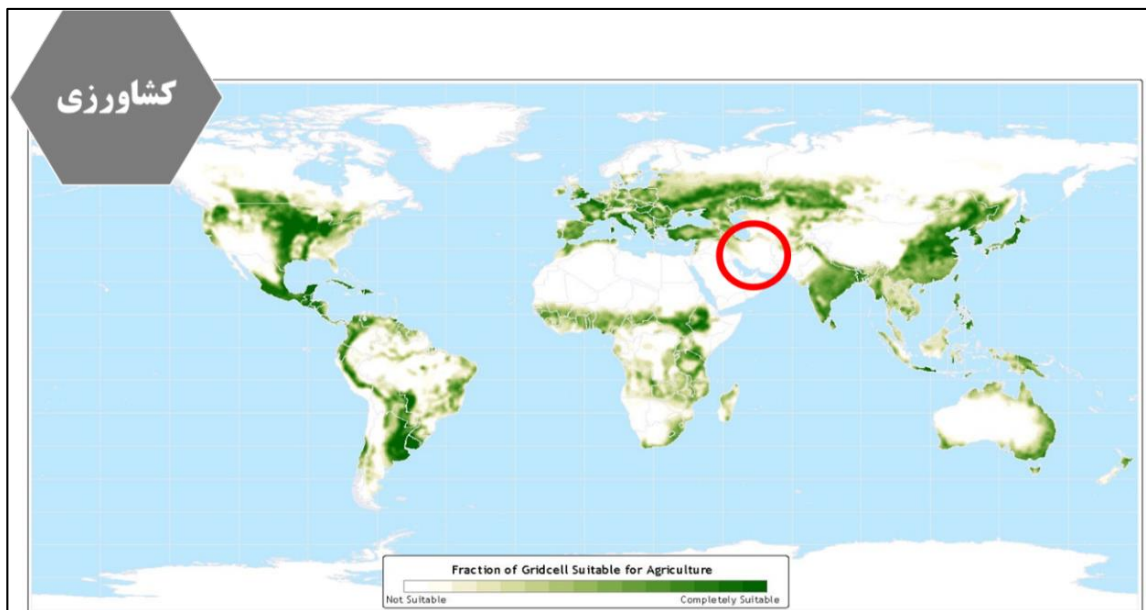 کشاورزی
Fraction of Gridcell Suitable for Agriculture
Not Suitable
Completely Suitable